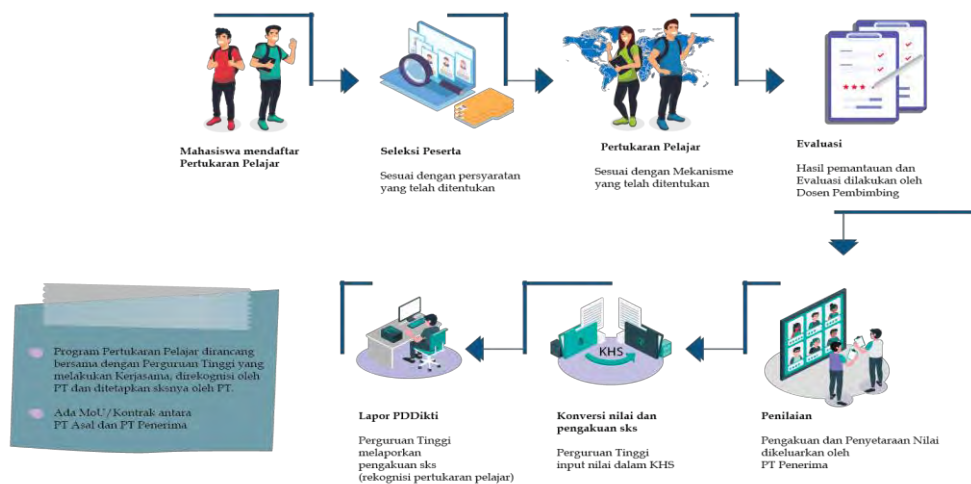 Mahasiswa mendaftar
Pertukaran Pelajar
Seleksi Peserta
Sesuai dengan persyaratan
yang telah ditentukan
Pertukaran Pelajar
Sesuai dengan Mekanisme
yang telah ditentukan
Evaluasi
Hasil pemantauan dan
Evaluasi dilakukan oleh
Dosen Pembimbing
Program Pertukaran Pelajar dirancang
bersama dengan Perguruan Tinggi yang
melakukan Kerjasama, direkognisi oleh
PT dan ditetapkan sksnya oleh PT.
Ada MoU/Kontrak antara
PT Asal dan PT Penerima
Lapor PDDikti
Perguruan Tinggi
melaporkan
pengakuan sks
(rekognisi pertukaran pelajar)
KHS
Konversi nilai dan
pengakuan sks
Perguruan Tinggi
input nilai dalam KHS
Penilaian
Pengakuan dan Penyetaraan Nilai
dikeluarkan oleh
PT Penerima